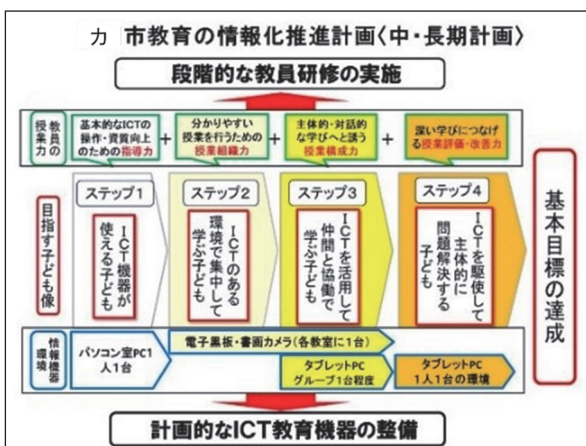 カ 市教育の情報化推進計画〈中・長期計画〉
段階的な教員研修の実施
教員の
授業力
基本的なICTの
操作・資質向上
のための指導力
+
分かりやすい
授業を行うための
授業組織力
+
主体的・対話的
な学びへと誘う
授業構成力
+
深い学びにつなげ
る授業評価・改善力
目指す子ども像
ステップ1
ICT機器が
使える子ども
ステップ2
ICTのある
環境で集中して
学ぶ子ども
ステップ3
ICTを活用して
仲間と協働で
学ぶ子ども
ステップ4
ICTを駆使して
主体的に
問題解決する
子ども
基本目標の達成
情報機器
環境
パソコン室PC1
人1台
電子黒板・書画カメラ(各教室に1台)
タブレットPC
グループ1台程度
タブレットPC
1人1台の環境
計画的なICT教育機器の整備